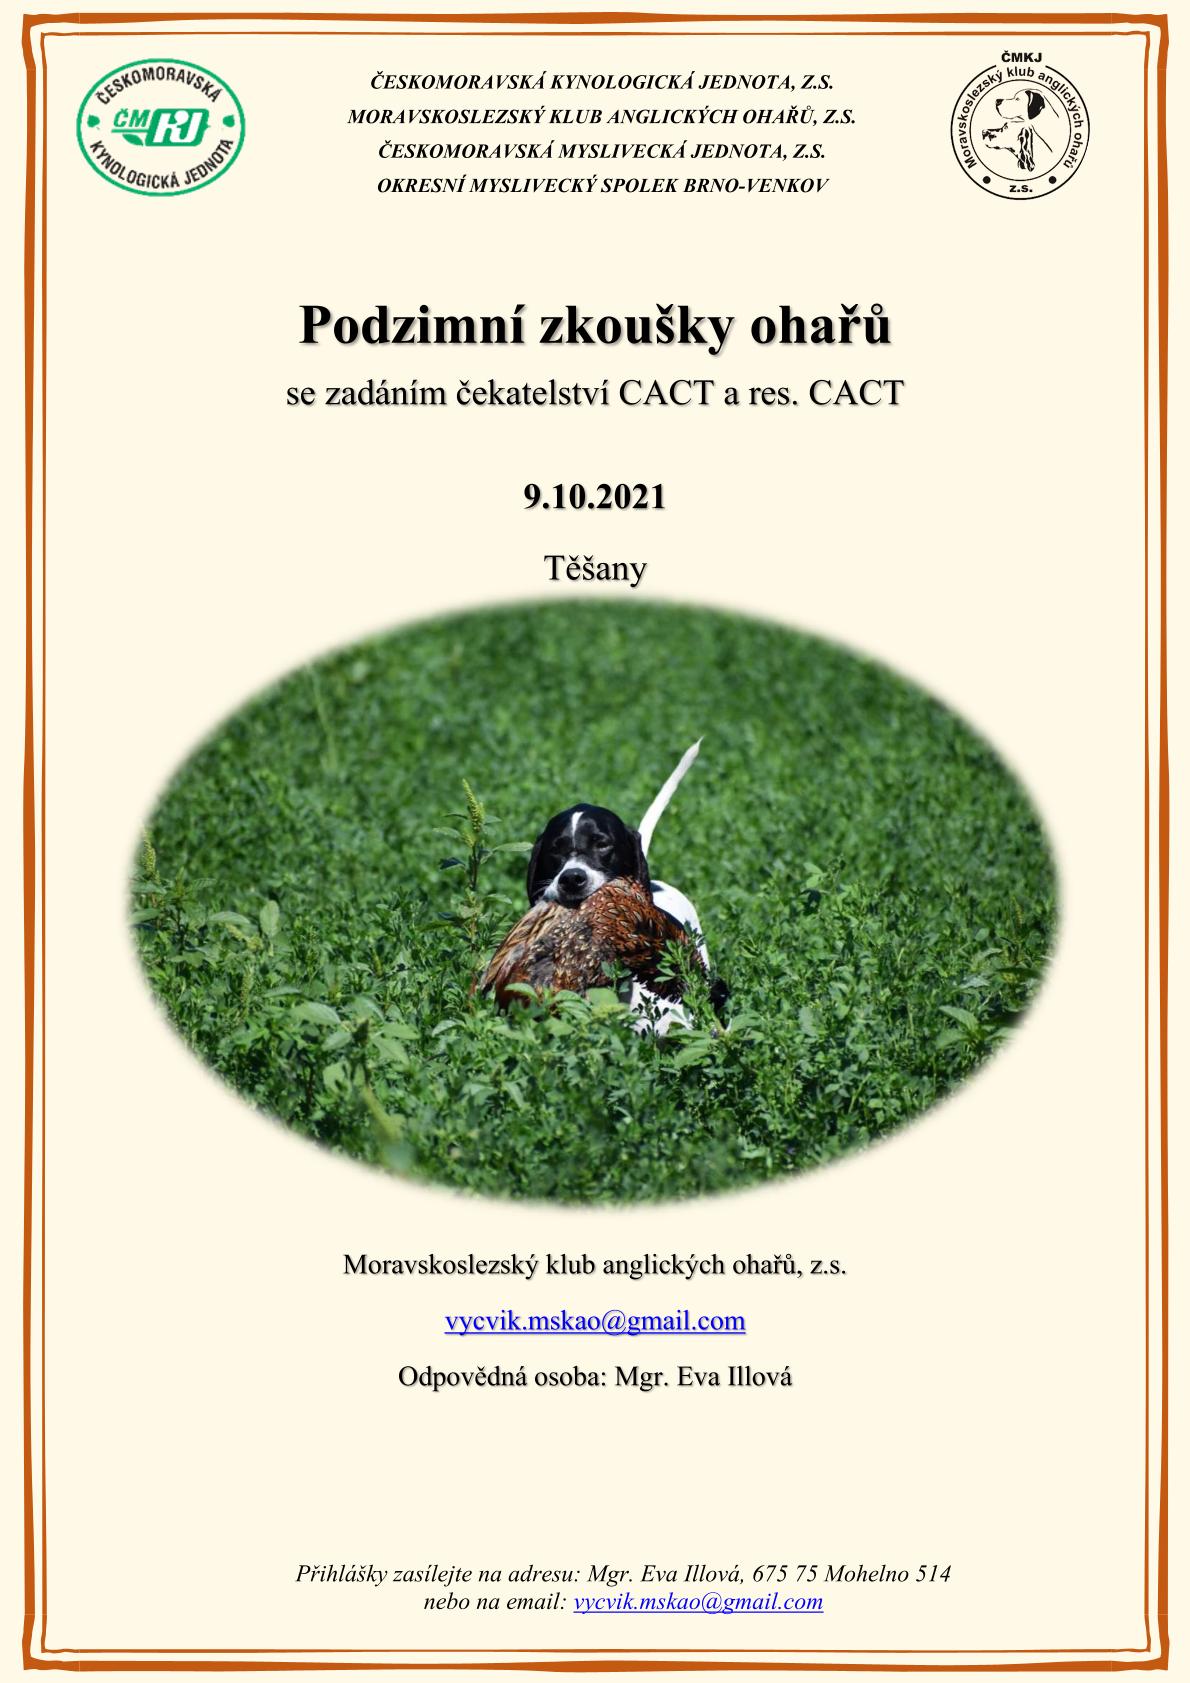 ČESKOMORAVSKÁ
ČMKJ
KYNOLOGICKÁ JEDNOTA
ČESKOMORAVSKÁ KYNOLOGICKÁ JEDNOTA, Z.S.
MORAVSKOSLEZSKÝ KLUB ANGLICKÝCH OHAŘŮ, Z.S.
ČESKOMORAVSKÁ MYSLIVECKÁ JEDNOTA, Z.S.
OKRESNÍ MYSLIVECKÝ SPOLEK BRNO-VENKOV
ČMKJ
Moravskoslezský klub anglických ohařů
z.s.
Podzimní zkoušky ohařů
se zadáním čekatelství CACT a res. CACT
9.10.2021
Těšany
Moravskoslezský klub anglických ohařů, z.s.
vycvik.mskao@gmail.com
Odpovědná osoba: Mgr. Eva Illová
Přihlášky zasílejte na adresu: Mgr. Eva Illová, 675 75 Mohelno 514
nebo na email: vycvik.mskao@gmail.com